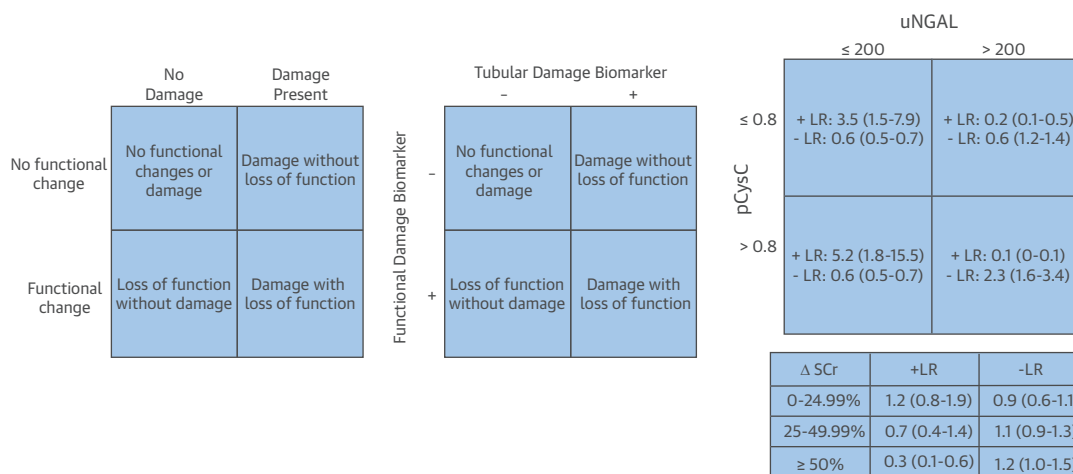 No
Damage
Damage
Present
No functional
change
No functional
changes or
damage
Damage without
loss of function
Functional
change
Loss of function
without damage
Damage with
loss of function
Tubular Damage Biomarker
−
+
Functional Damage Biomarker
−
No functional
changes or
damage
Damage without
loss of function
+
Loss of function
without damage
Damage with
loss of function
uNGAL
≤ 200
> 200
pCysC
≤ 0.8
+ LR: 3.5 (1.5-7.9)
- LR: 0.6 (0.5-0.7)
+ LR: 0.2 (0.1-0.5)
- LR: 0.6 (1.2-1.4)
> 0.8
+ LR: 5.2 (1.8-15.5)
- LR: 0.6 (0.5-0.7)
+ LR: 0.1 (0-0.1)
- LR: 2.3 (1.6-3.4)
Δ SCr +LR -LR
0-24.99% 1.2 (0.8-1.9) 0.9 (0.6-1.1
25-49.99% 0.7 (0.4-1.4) 1.1 (0.9-1.3)
≥ 50% 0.3 (0.1-0.6) 1.2 (1.0-1.5)